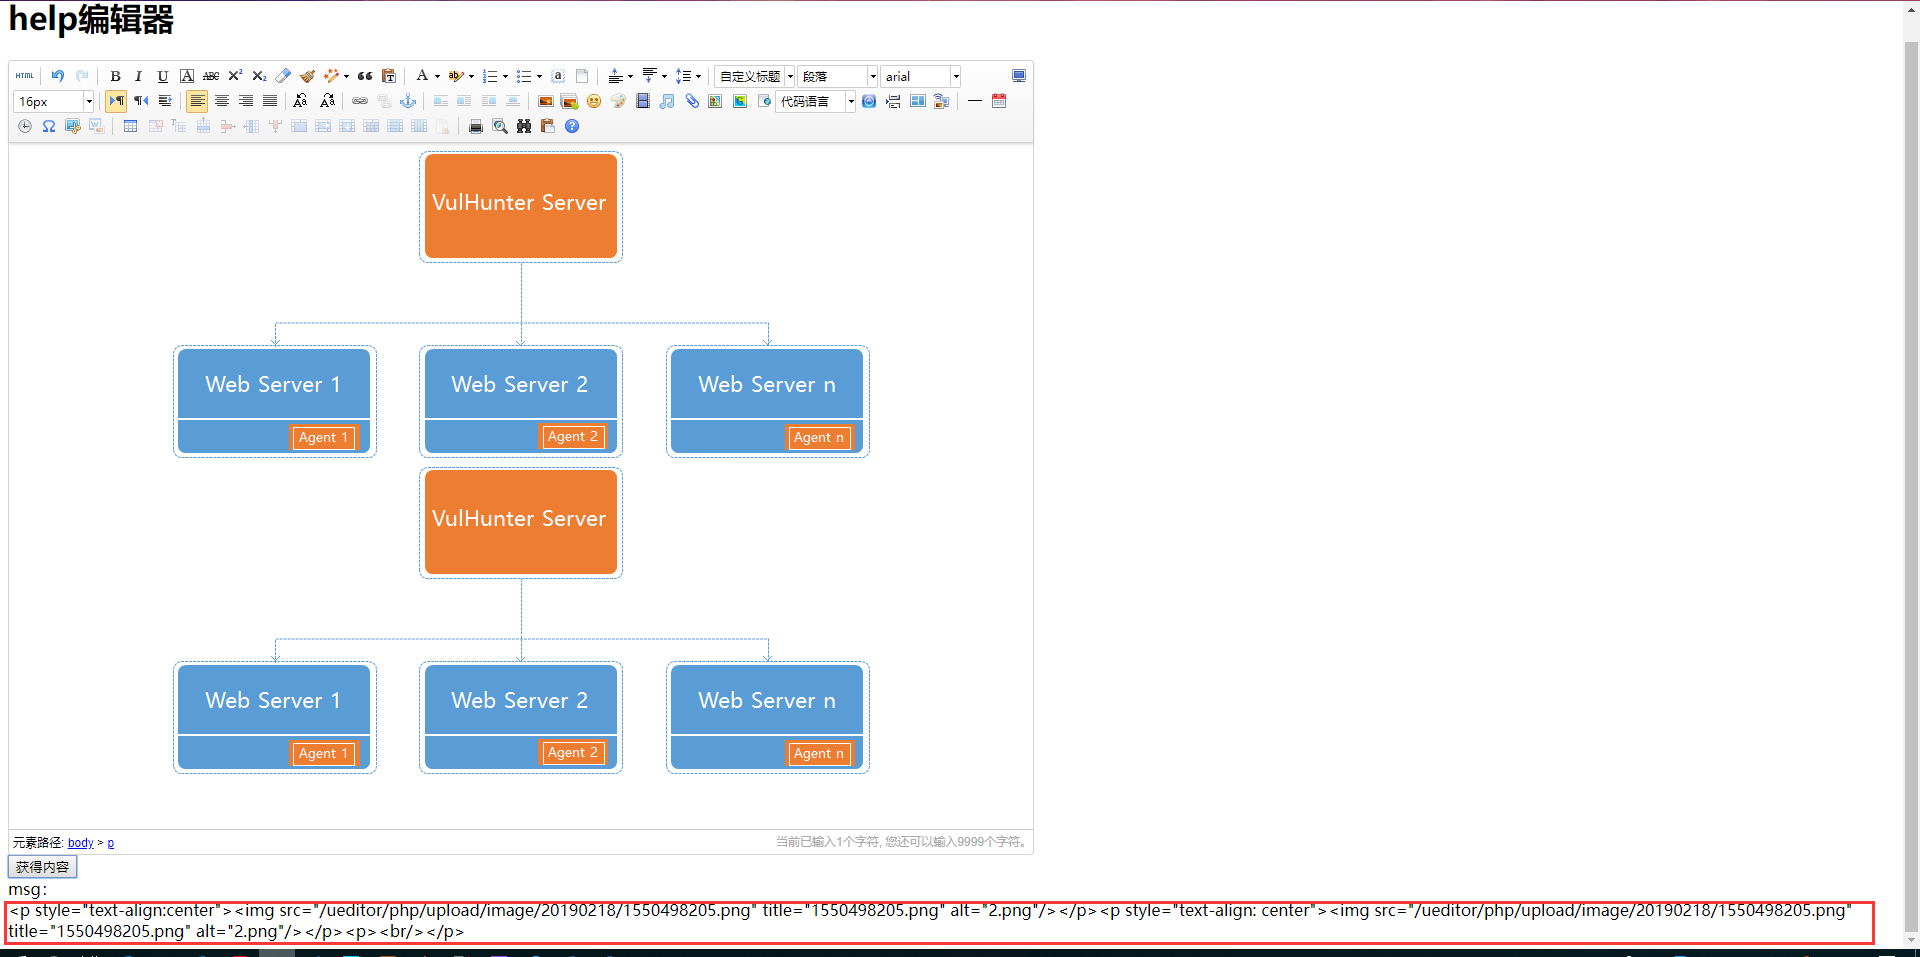 help编辑器
HTML B I U A ABC X² X₂ A ab 自定义标题 段落 arial
16px 代码语言
VulHunter Server
Web Server 1 Web Server 2 Web Server n
Agent 1 Agent 2 Agent n
VulHunter Server
Web Server 1 Web Server 2 Web Server n
Agent 1 Agent 2 Agent n
元素路径: body > p 当前已输入1个字符, 您还可以输入9999个字符。
获得内容
msg：
<p style="text-align:center"><img src="/ueditor/php/upload/image/20190218/1550498205.png" title="1550498205.png" alt="2.png"/></p><p style="text-align: center"><img src="/ueditor/php/upload/image/20190218/1550498205.png"
title="1550498205.png" alt="2.png"/></p><p><br/></p>